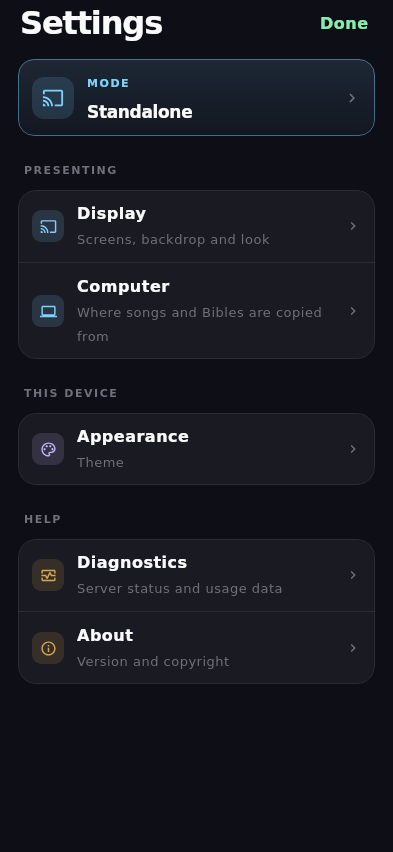 Settings
Done
MODE
Standalone
PRESENTING
Display
Screens, backdrop and look
Computer
Where songs and Bibles are copied
from
THIS DEVICE
Appearance
Theme
HELP
Diagnostics
Server status and usage data
About
Version and copyright